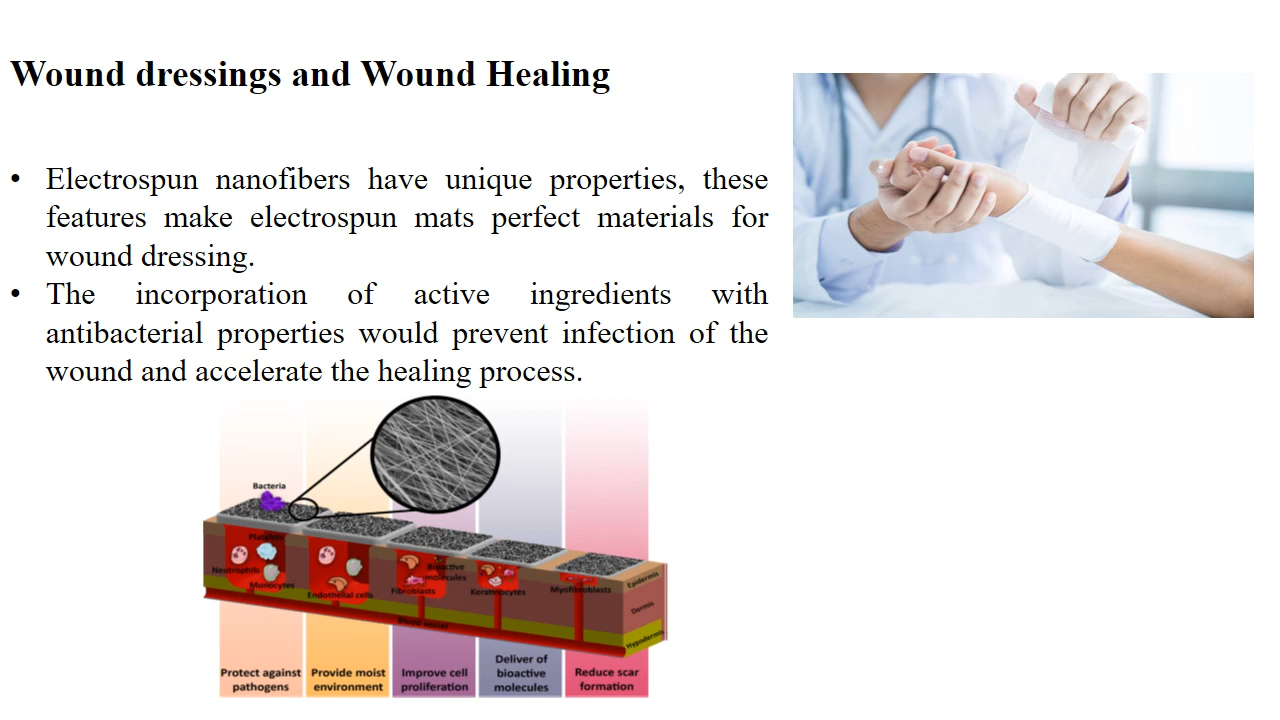 Wound dressings and Wound Healing
• Electrospun nanofibers have unique properties, these
features make electrospun mats perfect materials for
wound dressing.
• The incorporation of active ingredients with
antibacterial properties would prevent infection of the
wound and accelerate the healing process.
Bacteria
Platelets
Neutrophils
Monocytes
Endothelial cells
Bioactive
molecules
Fibroblasts
Keratinocytes
Myofibroblasts
Blood vessel
Epidermis
Dermis
Hypodermis
Protect against
pathogens
Provide moist
environment
Improve cell
proliferation
Deliver of
bioactive
molecules
Reduce scar
formation